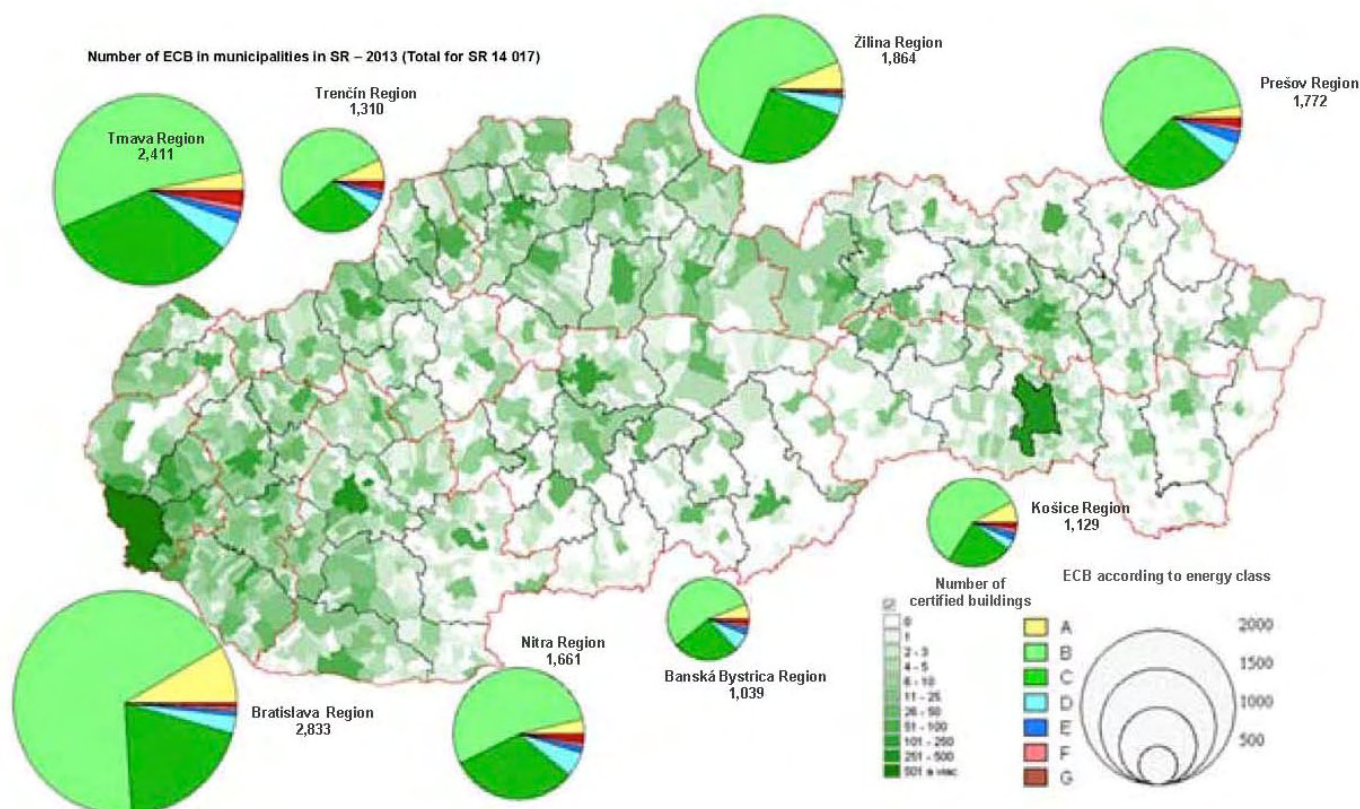 Number of ECB in municipalities in SR – 2013 (Total for SR 14 017)
Žilina Region
1,864
Trenčín Region
1,310
Prešov Region
1,772
Trnava Region
2,411
Košice Region
1,129
Number of
certified buildings
0
1
2 - 3
4 - 5
6 - 10
11 - 25
26 - 50
51 - 100
101 - 250
251 - 500
501 a viac
ECB according to energy class
A
B
C
D
E
F
G
2000
1500
1000
500
Nitra Region
1,661
Banská Bystrica Region
1,039
Bratislava Region
2,833